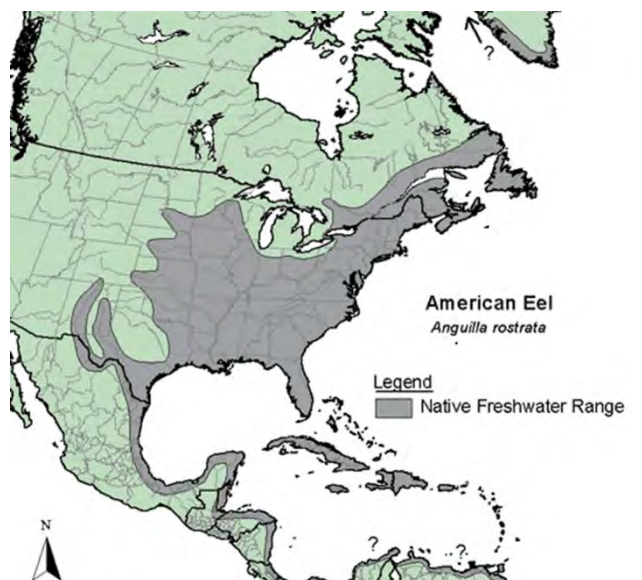 ?
American Eel
Anguilla rostrata
Legend
Native Freshwater Range
N
? ?